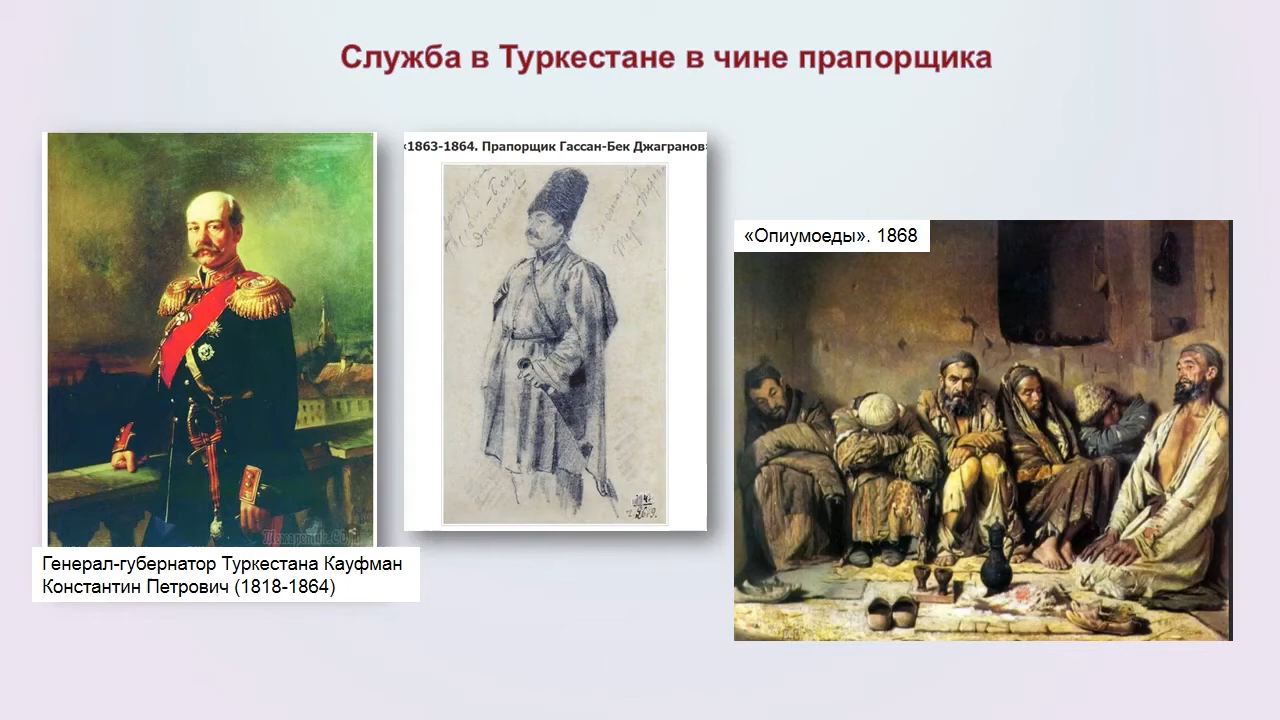 Служба в Туркестане в чине прапорщика
«1863-1864. Прапорщик Гассан-Бек Джагранов»
«Опиумоеды». 1868
Генерал-губернатор Туркестана Кауфман
Константин Петрович (1818-1864)